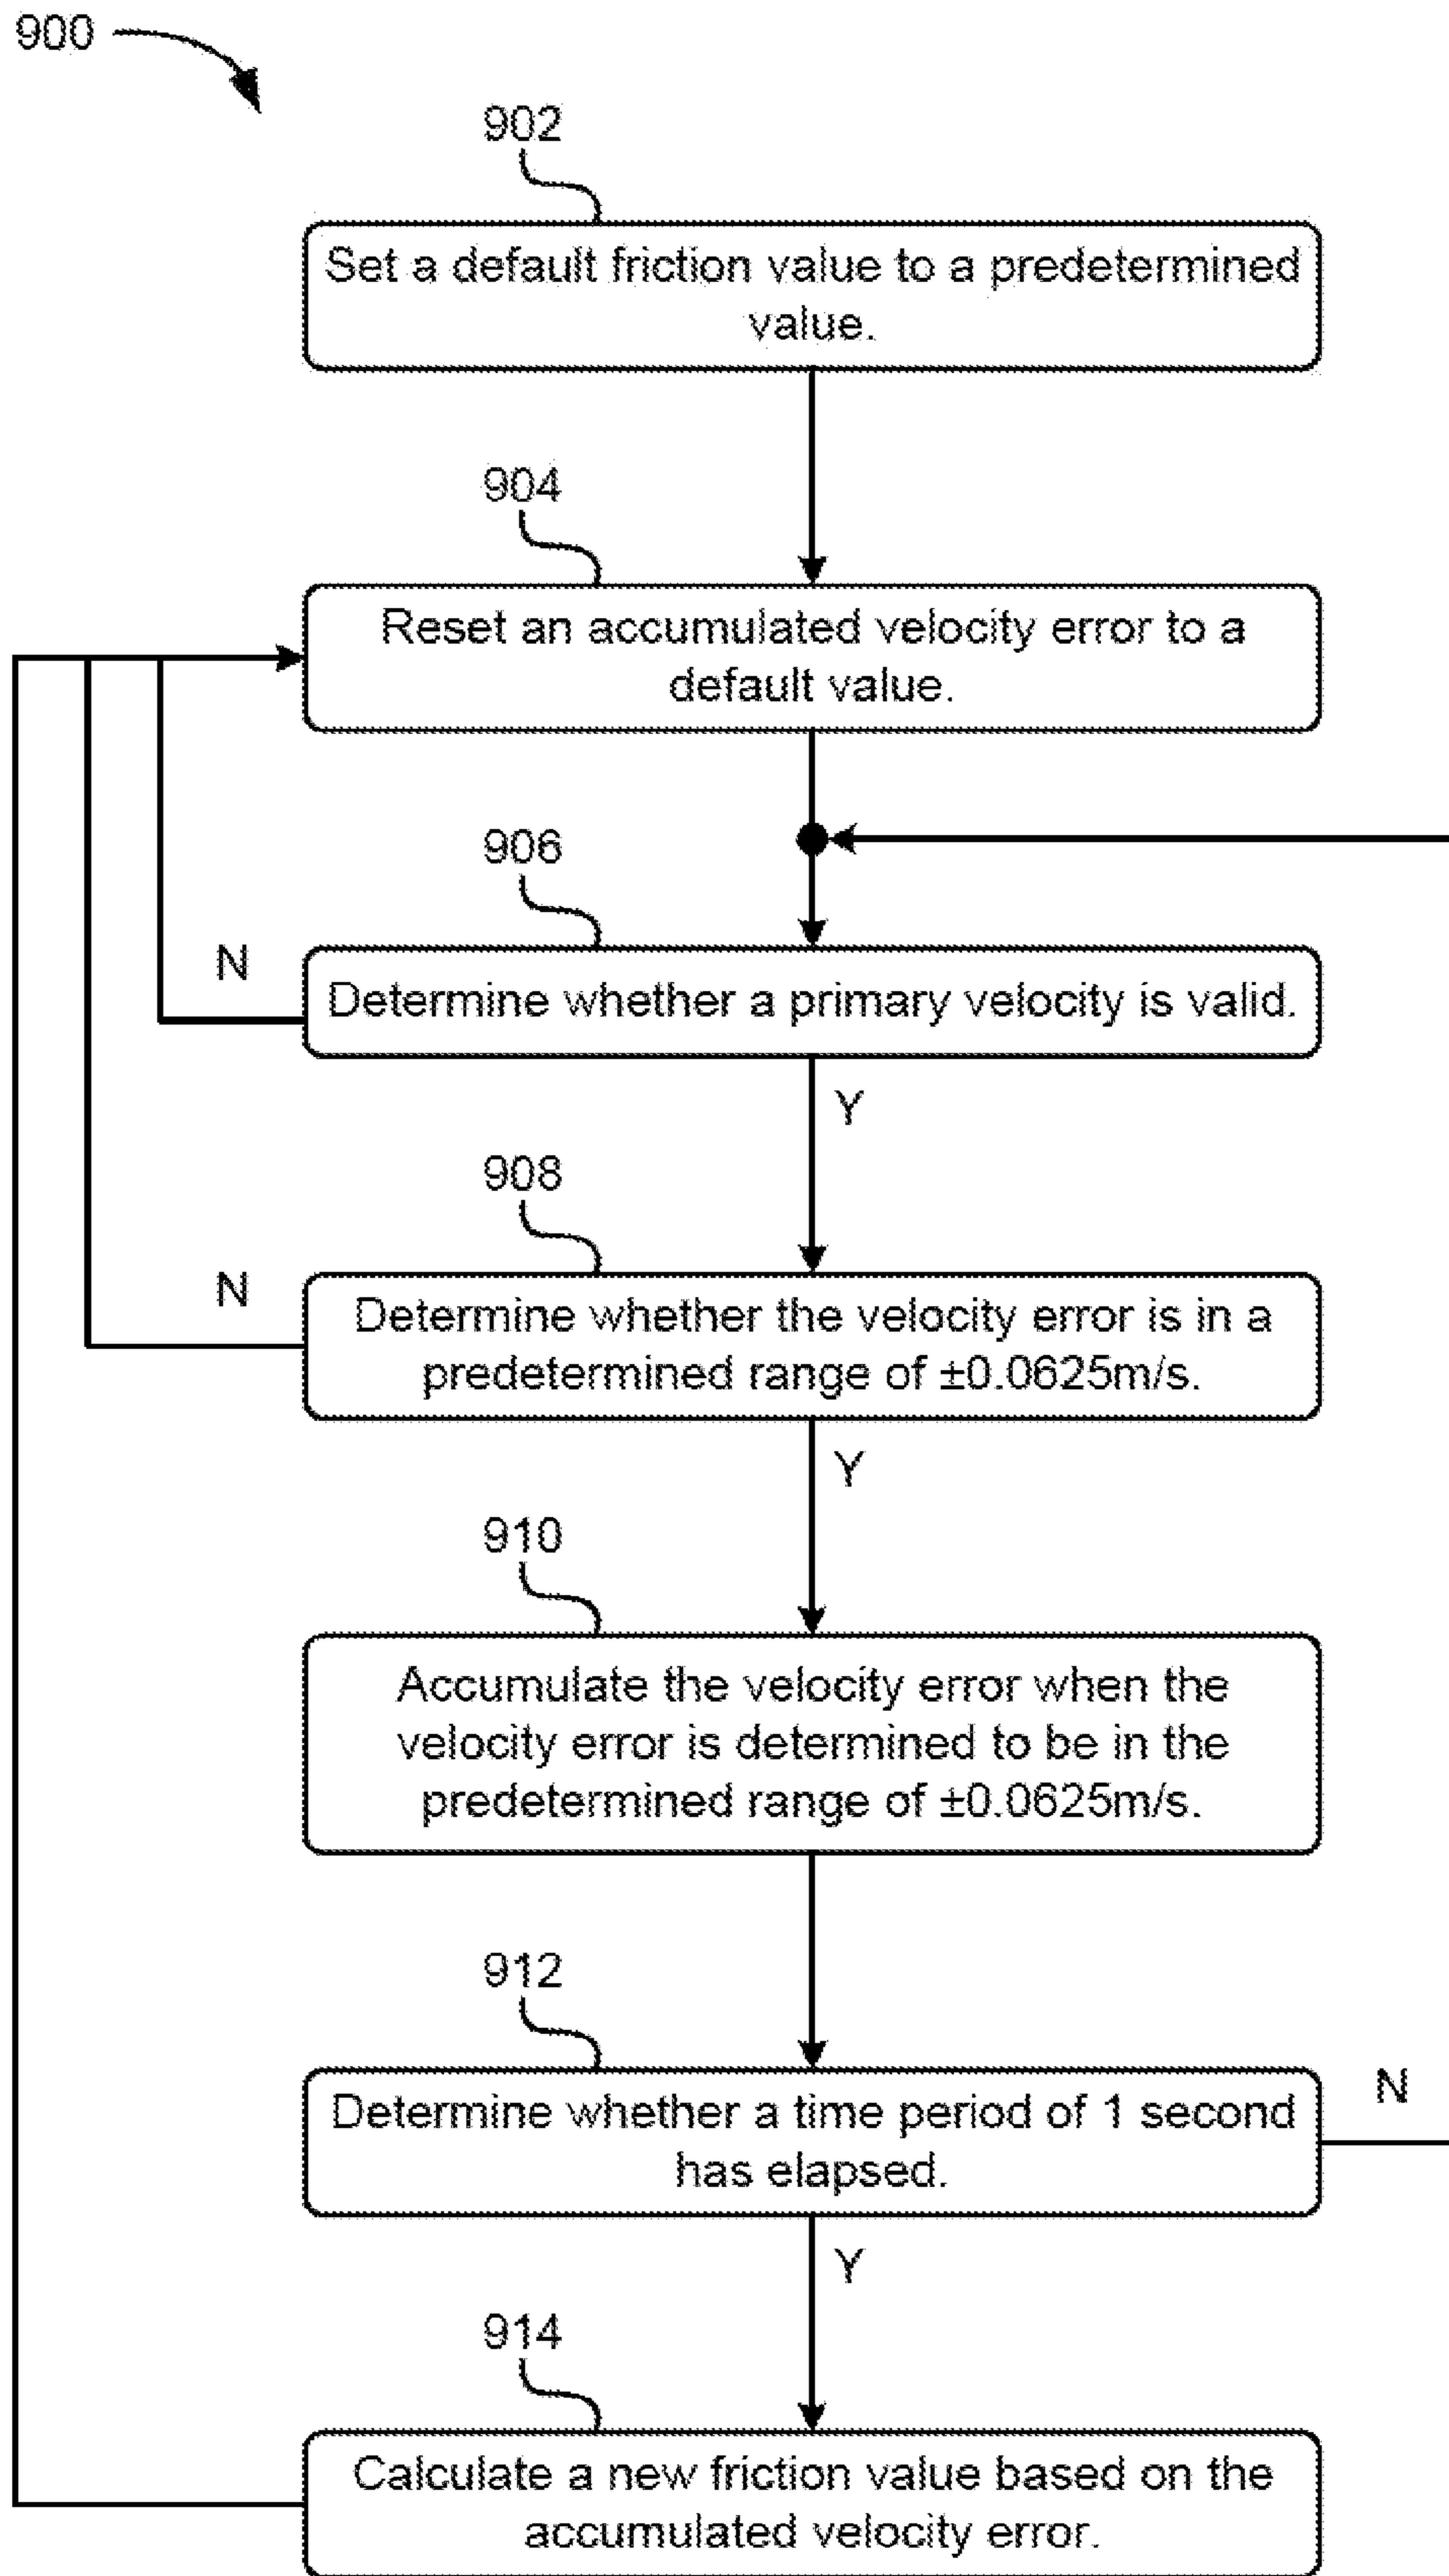 900
902
Set a default friction value to a predetermined
value.
904
Reset an accumulated velocity error to a
default value.
906
N
Determine whether a primary velocity is valid.
Y
908
N
Determine whether the velocity error is in a
predetermined range of ±0.0625m/s.
Y
910
Accumulate the velocity error when the
velocity error is determined to be in the
predetermined range of ±0.0625m/s.
912
Determine whether a time period of 1 second
has elapsed.
N
Y
914
Calculate a new friction value based on the
accumulated velocity error.